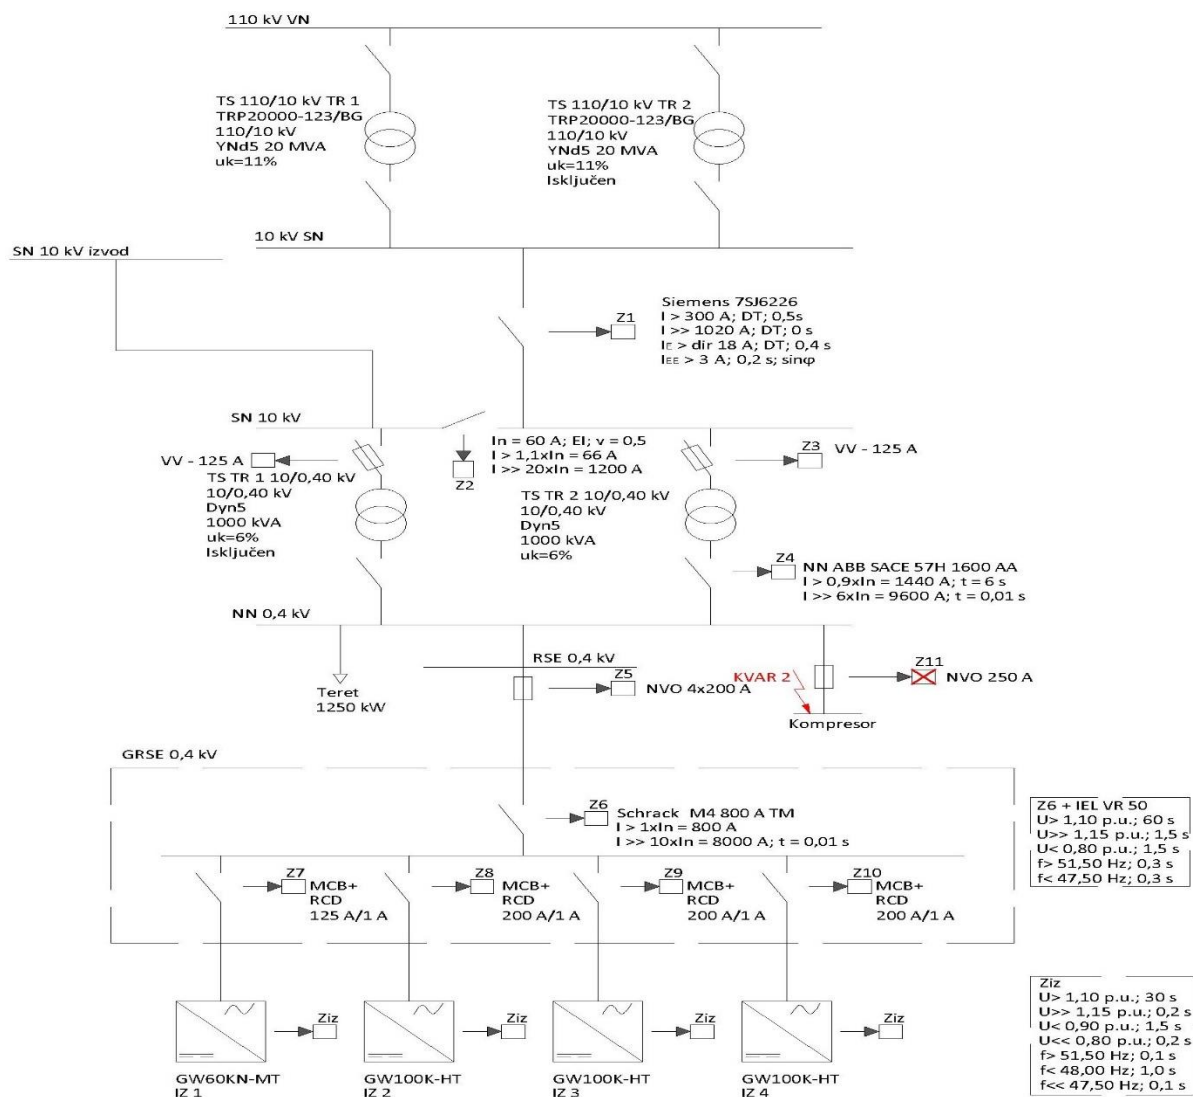 110 kV VN
TS 110/10 kV TR 1
TRP20000-123/BG
110/10 kV
YNd5 20 MVA
uk=11%
TS 110/10 kV TR 2
TRP20000-123/BG
110/10 kV
YNd5 20 MVA
uk=11%
Isključen
10 kV SN
SN 10 kV izvod
Z1
Siemens 7SJ6226
I > 300 A; DT; 0,5s
I >> 1020 A; DT; 0 s
IE > dir 18 A; DT; 0,4 s
IEE > 3 A; 0,2 s; sinφ
SN 10 kV
VV - 125 A
TS TR 1 10/0,40 kV
10/0,40 kV
Dyn5
1000 kVA
uk=6%
Isključen
Z2
In = 60 A; EI; v = 0,5
I > 1,1xIn = 66 A
I >> 20xIn = 1200 A
TS TR 2 10/0,40 kV
10/0,40 kV
Dyn5
1000 kVA
uk=6%
Z3
VV - 125 A
Z4
NN ABB SACE 57H 1600 AA
I > 0,9xIn = 1440 A; t = 6 s
I >> 6xIn = 9600 A; t = 0,01 s
NN 0,4 kV
Teret
1250 kW
RSE 0,4 kV
Z5
NVO 4x200 A
KVAR 2
Z11
NVO 250 A
Kompresor
GRSE 0,4 kV
Z6
Schrack M4 800 A TM
I > 1xIn = 800 A
I >> 10xIn = 8000 A; t = 0,01 s
Z6 + IEL VR 50
U> 1,10 p.u.; 60 s
U>> 1,15 p.u.; 1,5 s
U< 0,80 p.u.; 1,5 s
f> 51,50 Hz; 0,3 s
f< 47,50 Hz; 0,3 s
Z7
MCB+
RCD
125 A/1 A
Z8
MCB+
RCD
200 A/1 A
Z9
MCB+
RCD
200 A/1 A
Z10
MCB+
RCD
200 A/1 A
Ziz
Ziz
Ziz
Ziz
GW60KN-MT
IZ 1
GW100K-HT
IZ 2
GW100K-HT
IZ 3
GW100K-HT
IZ 4
Ziz
U> 1,10 p.u.; 30 s
U>> 1,15 p.u.; 0,2 s
U< 0,90 p.u.; 1,5 s
U<< 0,80 p.u.; 0,2 s
f> 51,50 Hz; 0,1 s
f< 48,00 Hz; 1,0 s
f<< 47,50 Hz; 0,1 s